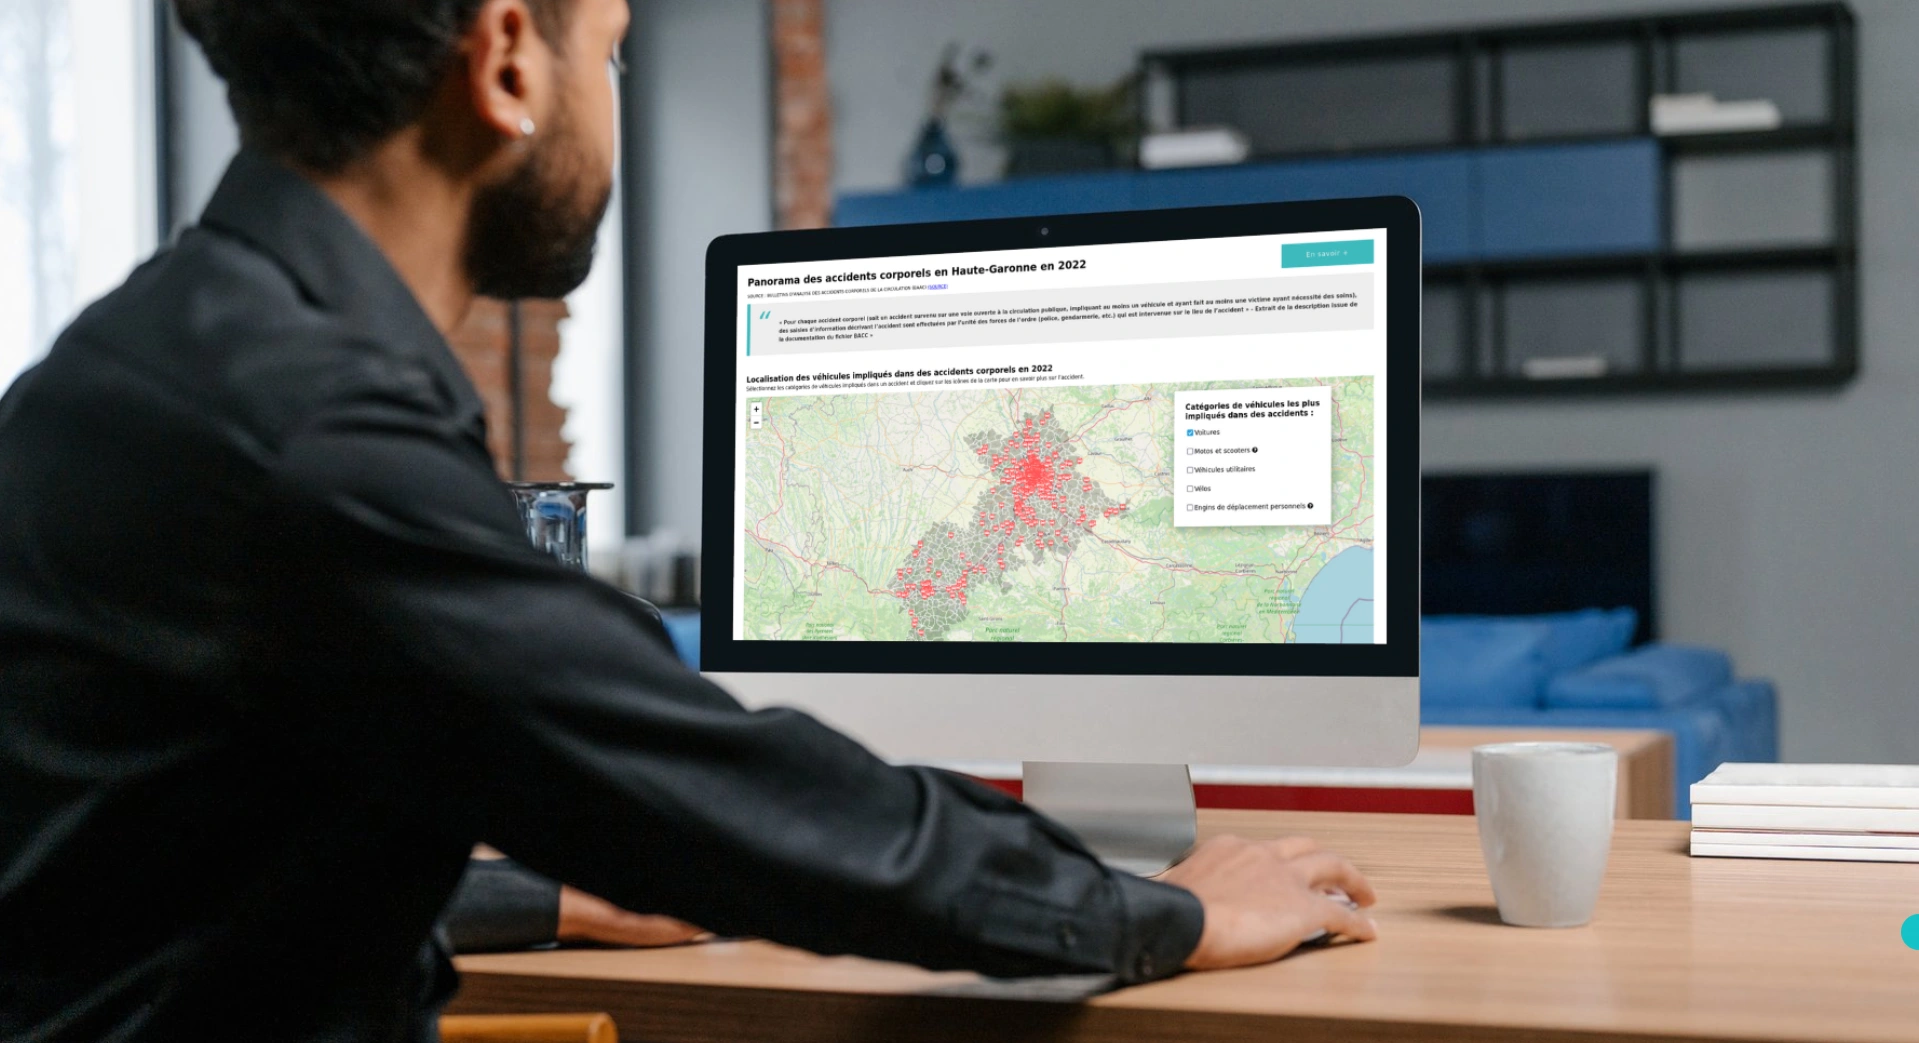 Panorama des accidents corporels en Haute-Garonne en 2022
En savoir +
SOURCE : BULLETINS D'ANALYSE DES ACCIDENTS CORPORELS DE LA CIRCULATION (BAAC) (SOURCE)
« Pour chaque accident corporel (soit un accident survenu sur une voie ouverte à la circulation publique, impliquant au moins un véhicule et ayant fait au moins une victime ayant nécessité des soins),
des saisies d'information décrivant l'accident sont effectuées par l'unité des forces de l'ordre (police, gendarmerie, etc.) qui est intervenue sur le lieu de l'accident » - Extrait de la description issue de
la documentation du fichier BACC »
Localisation des véhicules impliqués dans des accidents corporels en 2022
Sélectionnez les catégories de véhicules impliqués dans un accident et cliquez sur les icônes de la carte pour en savoir plus sur l'accident.
+
−
Catégories de véhicules les plus
impliqués dans des accidents :
Voitures
Motos et scooters ?
Véhicules utilitaires
Vélos
Engins de déplacement personnels ?
Parc naturel
régional